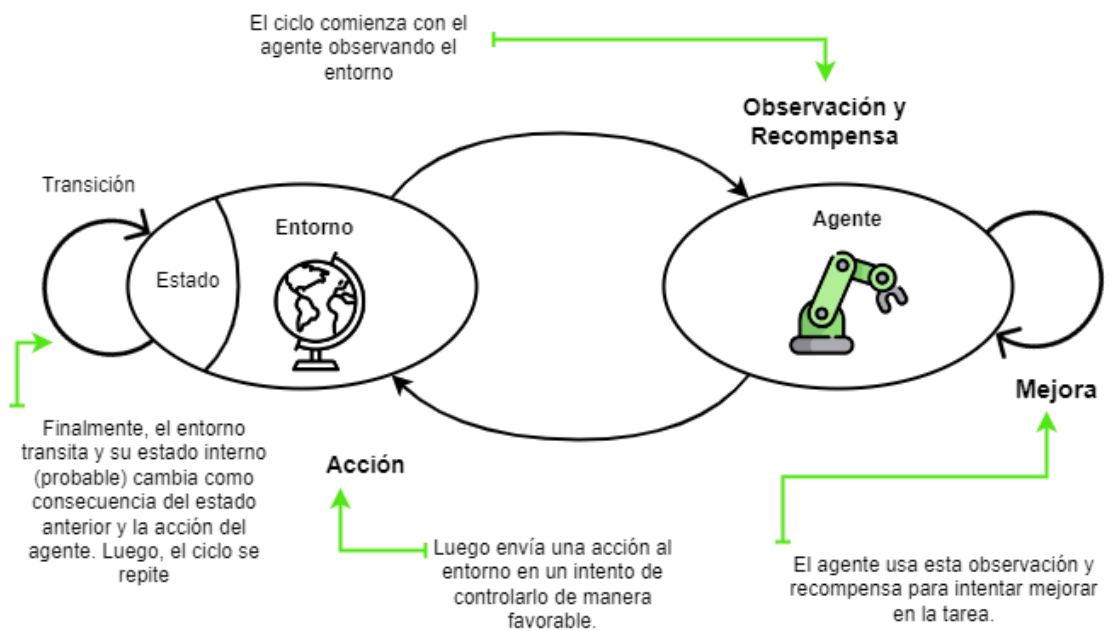 El ciclo comienza con el
agente observando el
entorno
Observación y
Recompensa
Transición
Entorno
Estado
Agente
Mejora
Finalmente, el entorno
transita y su estado interno
(probable) cambia como
consecuencia del estado
anterior y la acción del
agente. Luego, el ciclo se
repite
Acción
Luego envía una acción al
entorno en un intento de
controlarlo de manera
favorable.
El agente usa esta observación y
recompensa para intentar mejorar
en la tarea.